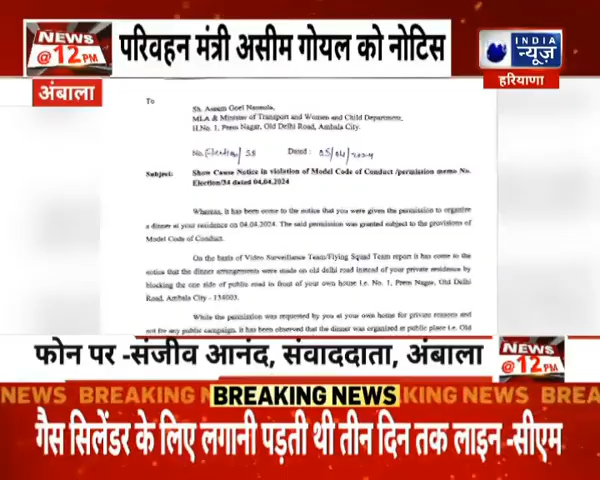 NEWS
@12 PM
परिवहन मंत्री असीम गोयल को नोटिस
INDIA
न्यूज़
हरियाणा
अंबाला
To
Sh. Aseem Goel Naneola,
MLA & Minister of Transport and Women and Child Department,
H.No. 1, Prem Nagar, Old Delhi Road, Ambala City.
No. Election/58 Dated : 05/04/2024
Subject: Show Cause Notice in violation of Model Code of Conduct /permission memo No.
Election/34 dated 04.04.2024
Whereas, it has been come to the notice that you were given the permission to organize
a dinner at your residence on 04.04.2024. The said permission was granted subject to the provisions of
Model Code of Conduct.
On the basis of Video Surveillance Team/Flying Squad Team report it has come to the
notice that the dinner arrangements were made on old delhi road instead of your private residence by
blocking the one side of public road in front of your own house i.e. No. 1, Prem Nagar, Old Delhi
Road, Ambala City - 134003.
While the permission was requested by you at your own home for private reasons and
not for any public campaign, it has been observed that the dinner was organized at public place i.e. Old
फोन पर -संजीव आनंद, संवाददाता, अंबाला
NEWS
@12 PM
NEWS BREAKING N BREAKING NEWS KING NEWS BREA
गैस सिलेंडर के लिए लगानी पड़ती थी तीन दिन तक लाइन -सीएम